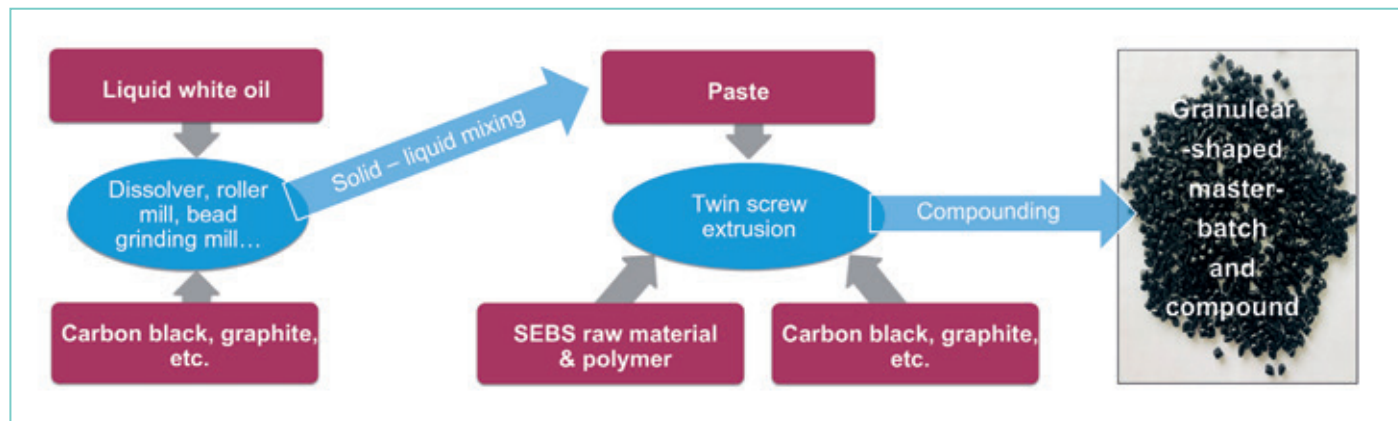 Liquid white oil
Dissolver, roller
mill, bead
grinding mill...
Carbon black, graphite,
etc.
Solid – liquid mixing
Paste
Twin screw
extrusion
SEBS raw material
& polymer
Carbon black, graphite,
etc.
Compounding
Granulear
-shaped
master-
batch
and
compound